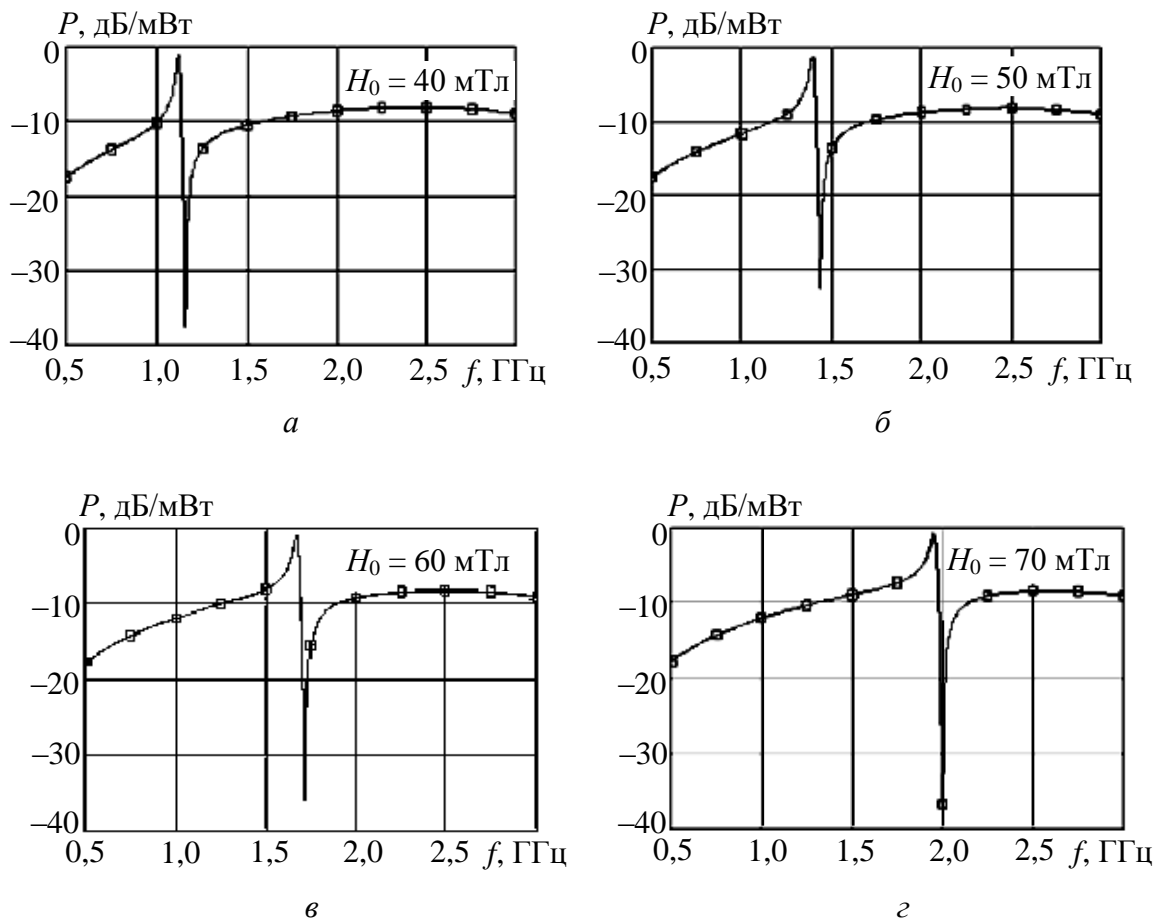 P, дБ/мВт
H₀ = 40 мТл
0
–10
–20
–30
–40
0,5 1,0 1,5 2,0 2,5 f, ГГц
а
P, дБ/мВт
H₀ = 50 мТл
0
–10
–20
–30
–40
0,5 1,0 1,5 2,0 2,5 f, ГГц
б
P, дБ/мВт
H₀ = 60 мТл
0
–10
–20
–30
–40
0,5 1,0 1,5 2,0 2,5 f, ГГц
в
P, дБ/мВт
H₀ = 70 мТл
0
–10
–20
–30
–40
0,5 1,0 1,5 2,0 2,5 f, ГГц
г